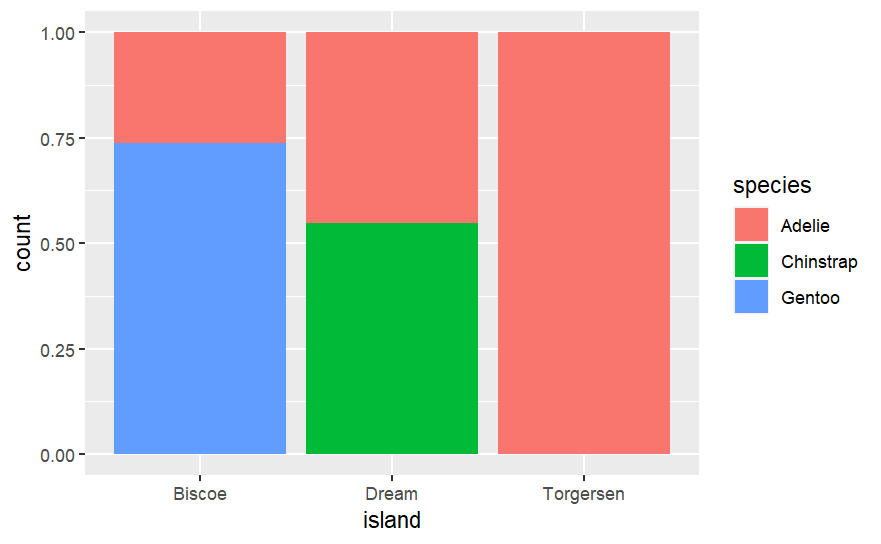 1.00
0.75
0.50
0.25
0.00
count
Biscoe Dream Torgersen
island
species
Adelie
Chinstrap
Gentoo